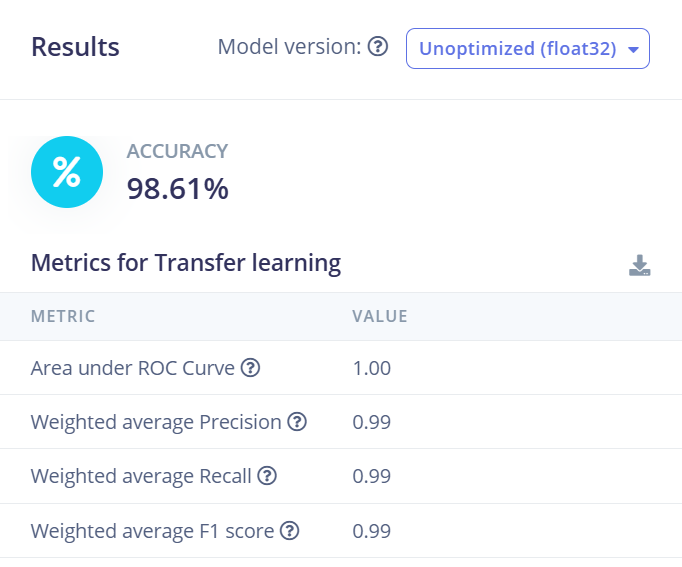 Results Model version: ? Unoptimized (float32)
%
ACCURACY
98.61%
Metrics for Transfer learning
METRIC VALUE
Area under ROC Curve ? 1.00
Weighted average Precision ? 0.99
Weighted average Recall ? 0.99
Weighted average F1 score ? 0.99